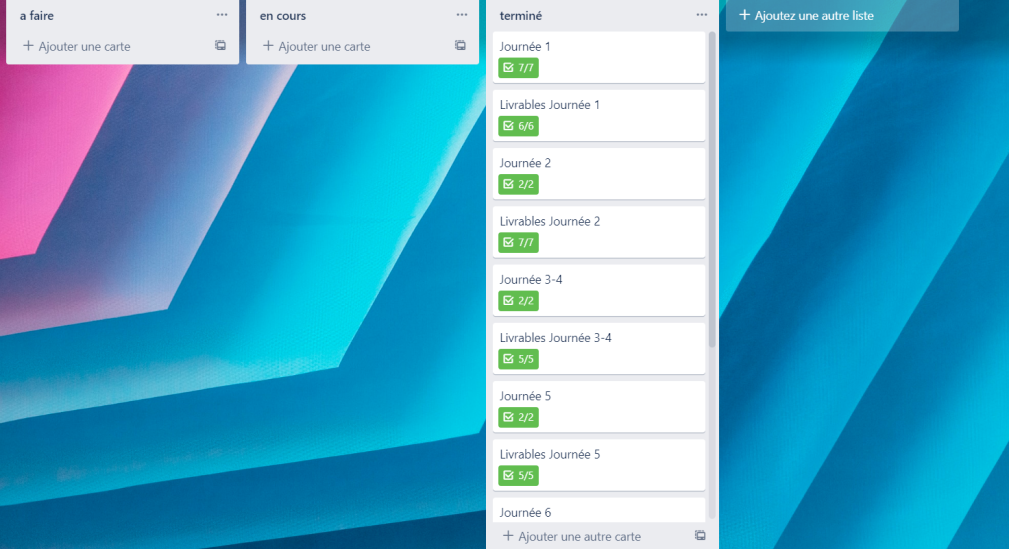 a faire
Ajouter une carte
en cours
Ajouter une carte
terminé
Journée 1
7/7
Livrables Journée 1
6/6
Journée 2
2/2
Livrables Journée 2
7/7
Journée 3-4
2/2
Livrables Journée 3-4
5/5
Journée 5
2/2
Livrables Journée 5
5/5
Journée 6
Ajouter une autre carte
Ajoutez une autre liste